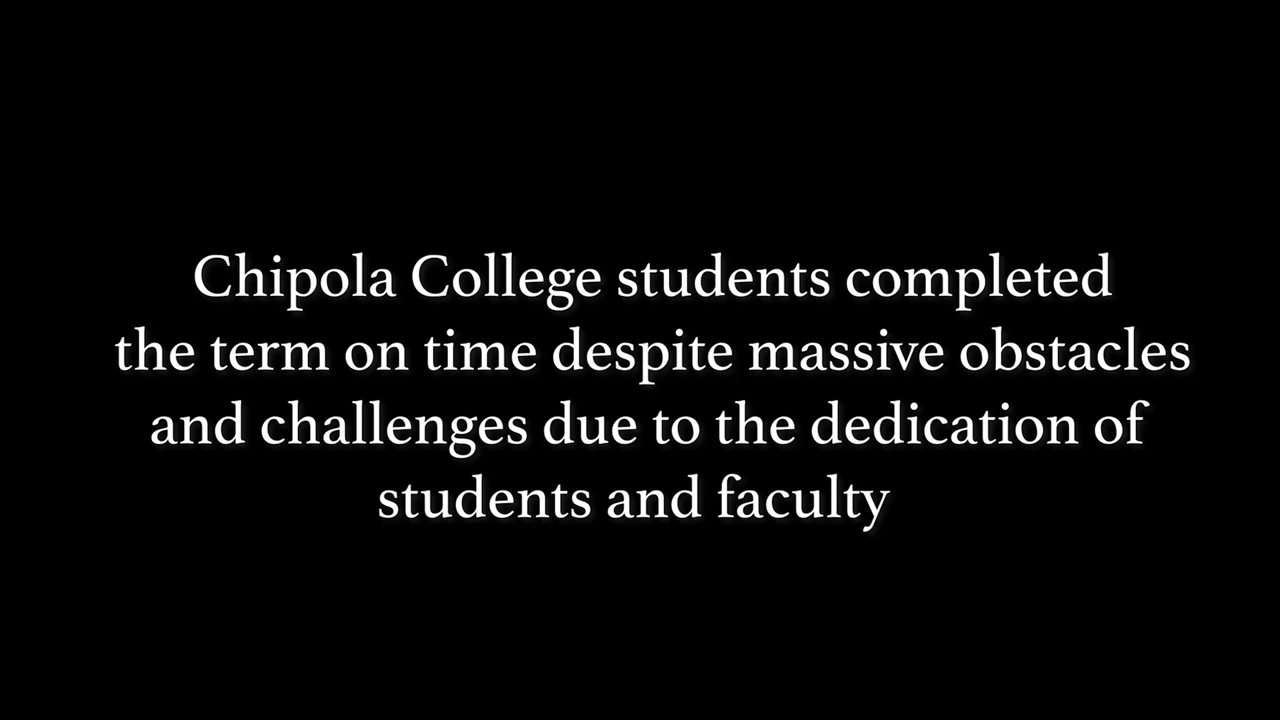 Chipola College students completed
the term on time despite massive obstacles
and challenges due to the dedication of
students and faculty